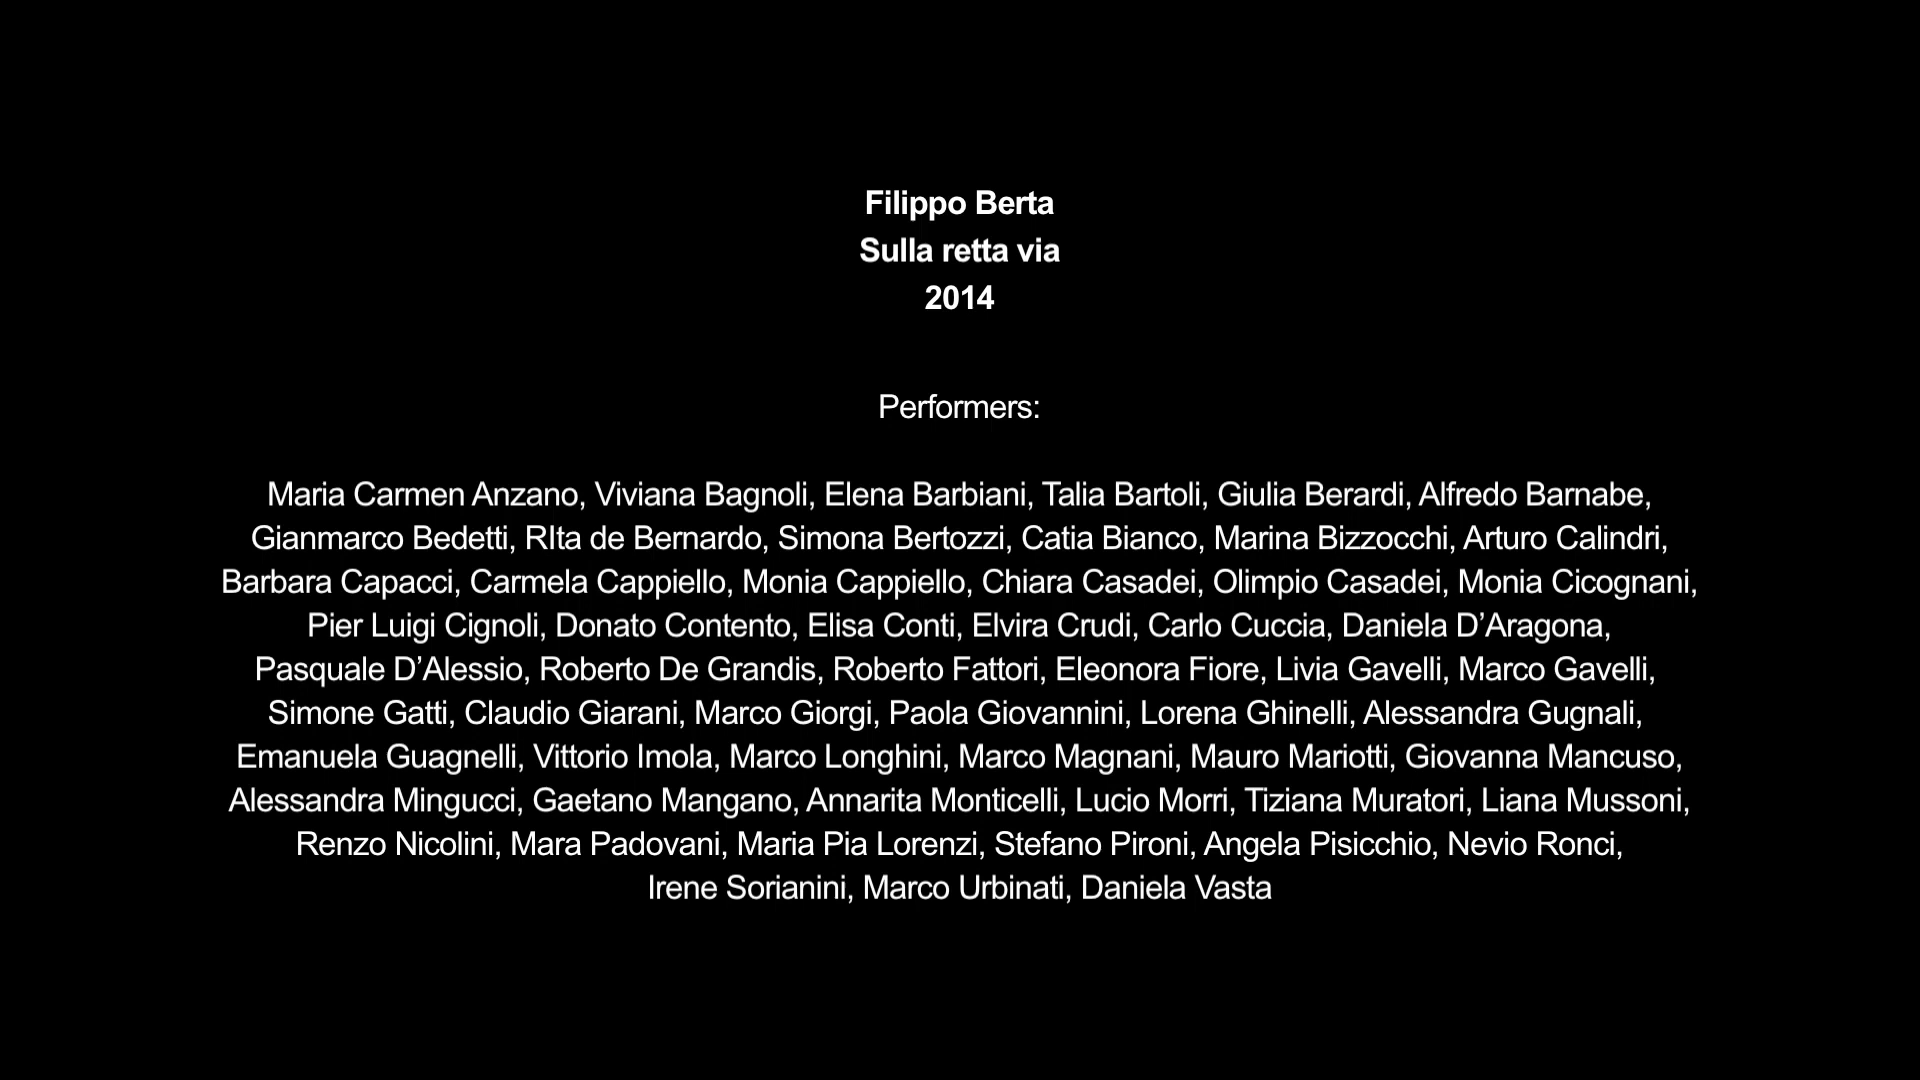 Filippo Berta
Sulla retta via
2014
Performers:
Maria Carmen Anzano, Viviana Bagnoli, Elena Barbiani, Talia Bartoli, Giulia Berardi, Alfredo Barnabe,
Gianmarco Bedetti, RIta de Bernardo, Simona Bertozzi, Catia Bianco, Marina Bizzocchi, Arturo Calindri,
Barbara Capacci, Carmela Cappiello, Monia Cappiello, Chiara Casadei, Olimpio Casadei, Monia Cicognani,
Pier Luigi Cignoli, Donato Contento, Elisa Conti, Elvira Crudi, Carlo Cuccia, Daniela D’Aragona,
Pasquale D’Alessio, Roberto De Grandis, Roberto Fattori, Eleonora Fiore, Livia Gavelli, Marco Gavelli,
Simone Gatti, Claudio Giarani, Marco Giorgi, Paola Giovannini, Lorena Ghinelli, Alessandra Gugnali,
Emanuela Guagnelli, Vittorio Imola, Marco Longhini, Marco Magnani, Mauro Mariotti, Giovanna Mancuso,
Alessandra Mingucci, Gaetano Mangano, Annarita Monticelli, Lucio Morri, Tiziana Muratori, Liana Mussoni,
Renzo Nicolini, Mara Padovani, Maria Pia Lorenzi, Stefano Pironi, Angela Pisicchio, Nevio Ronci,
Irene Sorianini, Marco Urbinati, Daniela Vasta